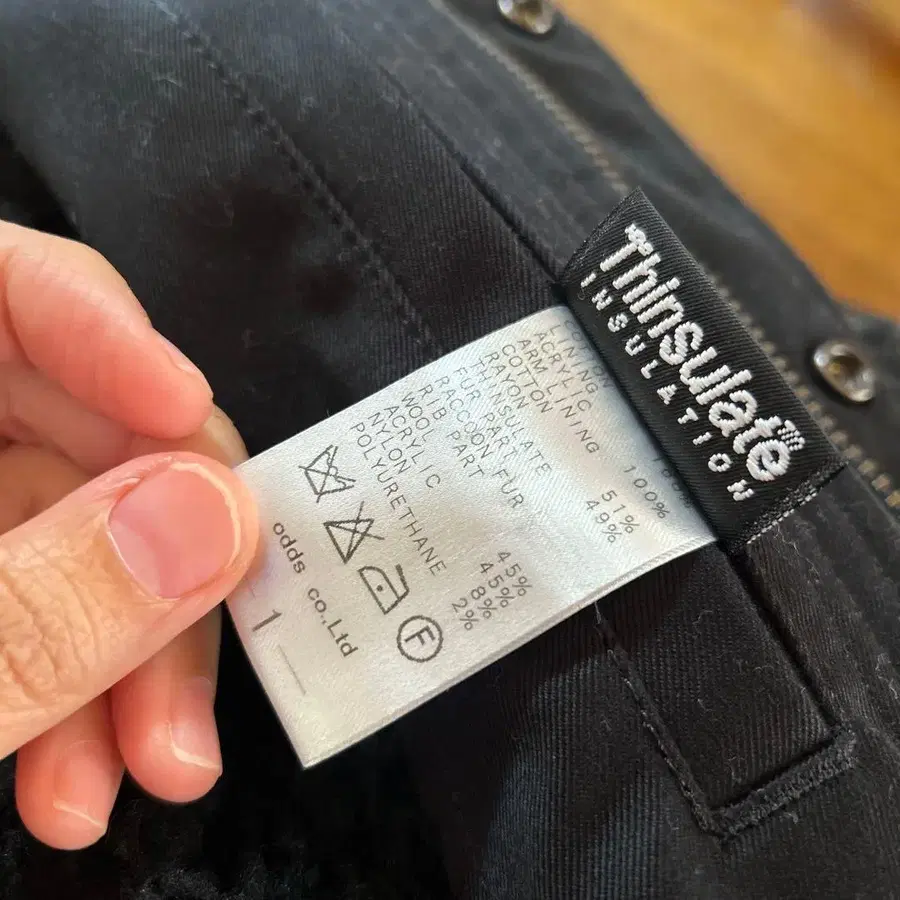 Thinsulate
INSULATION
COTTON
LINING
ACRYLIC 100%
ARM LINING
COTTON 51%
RAYON 49%
THINSULATE
FUR PART
RACCOON FUR
RIB PART
WOOL 45%
ACRYLIC 45%
NYLON 8%
POLYURETHANE 2%
F
odds co.,Ltd
1